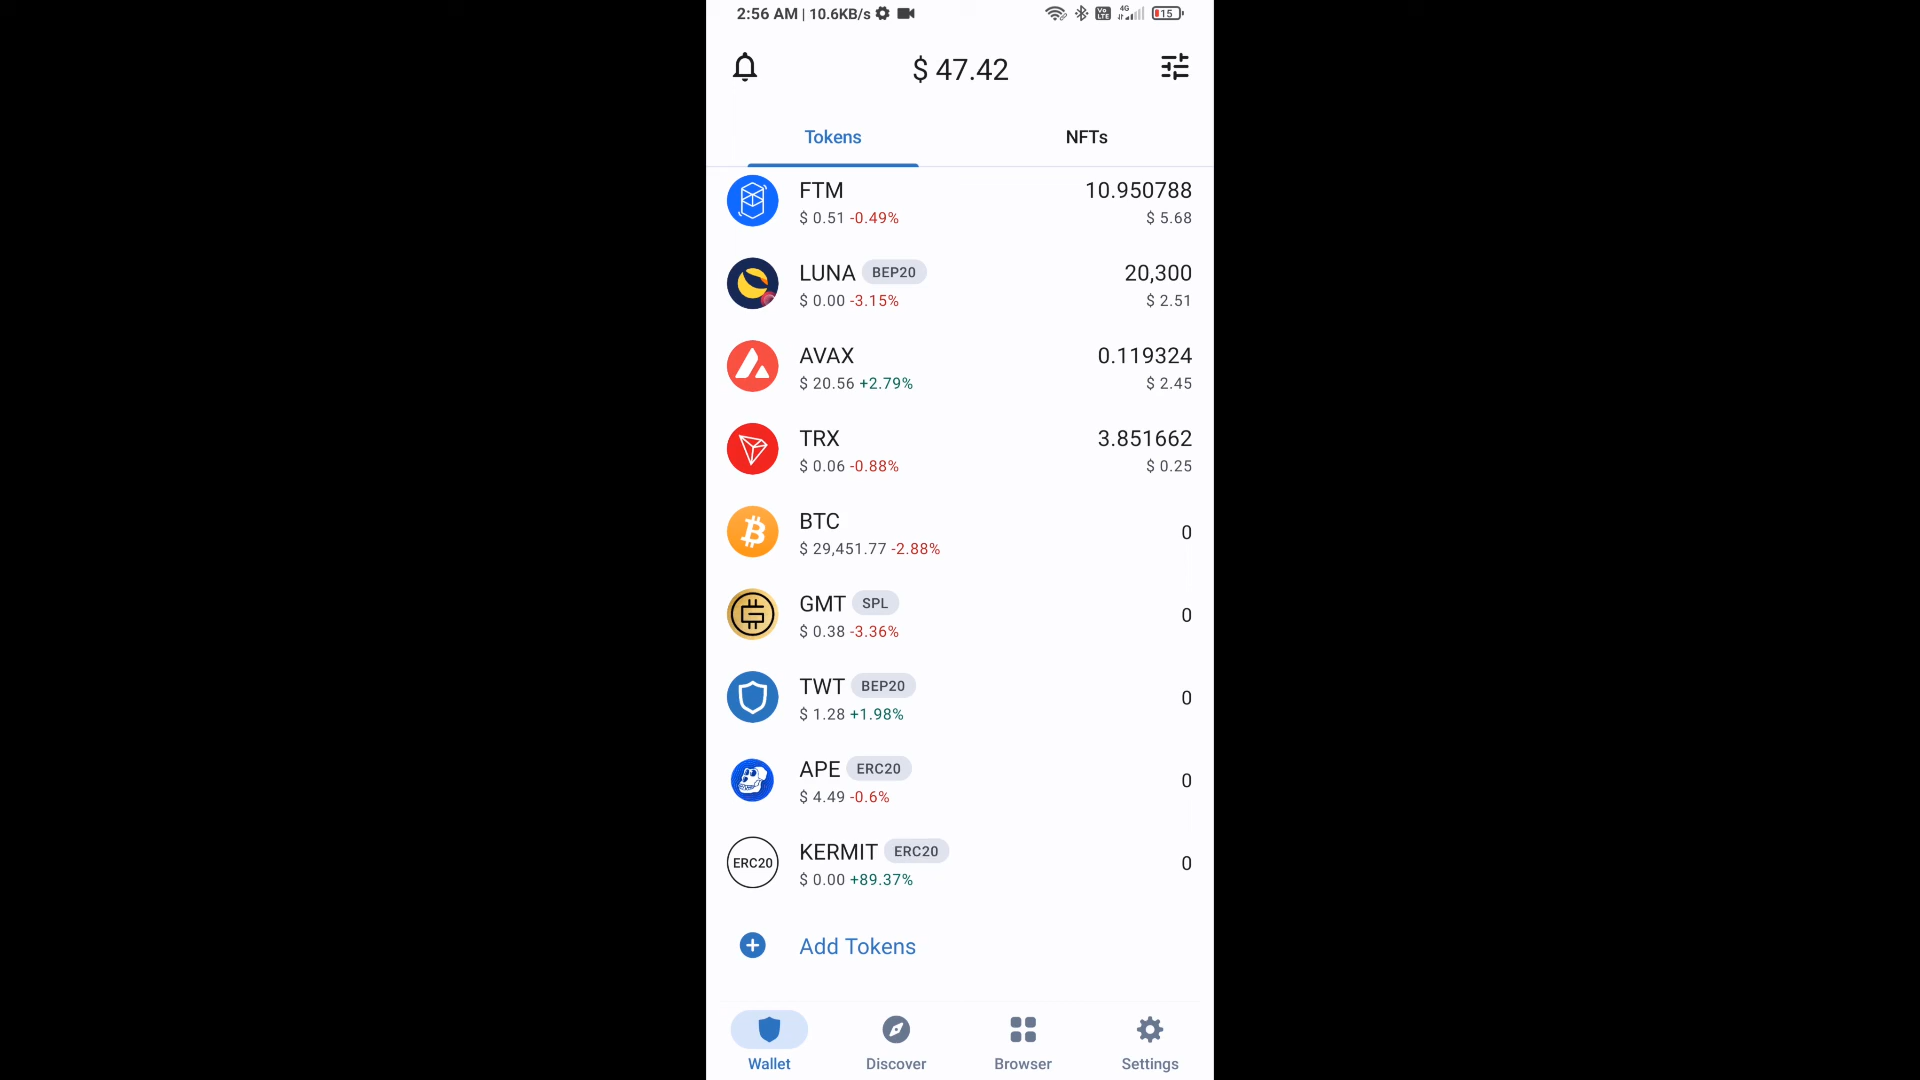 2:56 AM | 10.6KB/s
Vo LTE
4G
15
$ 47.42
Tokens
NFTs
FTM
10.950788
$ 0.51 -0.49%
$ 5.68
LUNA BEP20
20,300
$ 0.00 -3.15%
$ 2.51
AVAX
0.119324
$ 20.56 +2.79%
$ 2.45
TRX
3.851662
$ 0.06 -0.88%
$ 0.25
BTC
$ 29,451.77 -2.88%
0
GMT SPL
$ 0.38 -3.36%
0
TWT BEP20
$ 1.28 +1.98%
0
APE ERC20
$ 4.49 -0.6%
0
ERC20
KERMIT ERC20
$ 0.00 +89.37%
0
Add Tokens
Wallet
Discover
Browser
Settings